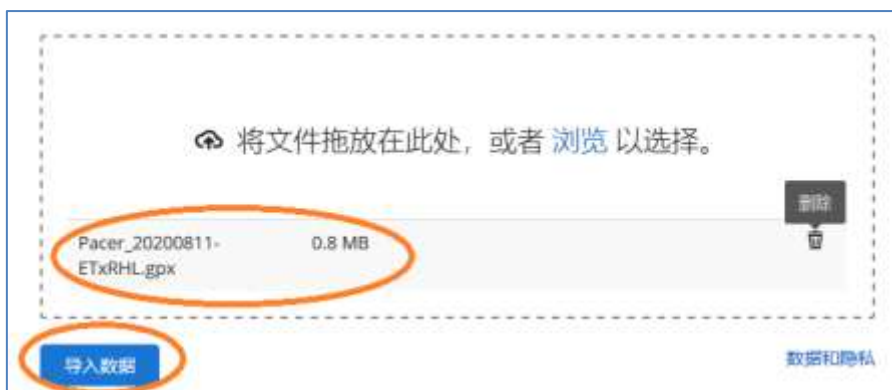 将文件拖放在此处，或者 浏览 以选择。
删除
Pacer_20200811- 0.8 MB
ETxRHL.gpx
导入数据
数据和隐私